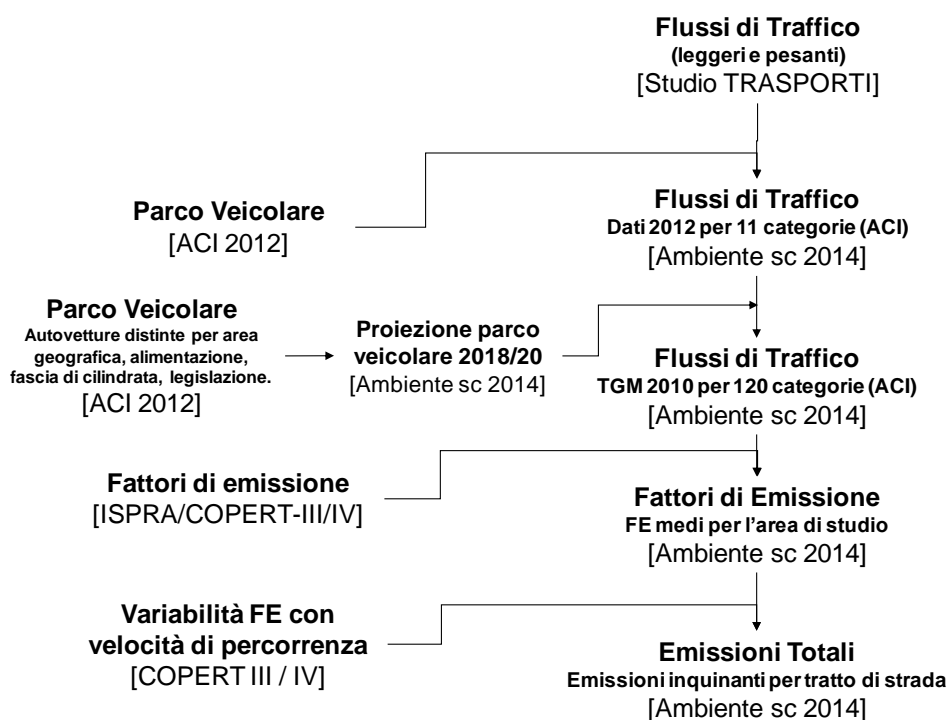 Flussi di Traffico
(leggeri e pesanti)
[Studio TRASPORTI]
Parco Veicolare
[ACI 2012]
Flussi di Traffico
Dati 2012 per 11 categorie (ACI)
[Ambiente sc 2014]
Parco Veicolare
Autovetture distinte per area
geografica, alimentazione,
fascia di cilindrata, legislazione.
[ACI 2012]
Proiezione parco
veicolare 2018/20
[Ambiente sc 2014]
Flussi di Traffico
TGM 2010 per 120 categorie (ACI)
[Ambiente sc 2014]
Fattori di emissione
[ISPRA/COPERT-III/IV]
Fattori di Emissione
FE medi per l'area di studio
[Ambiente sc 2014]
Variabilità FE con
velocità di percorrenza
[COPERT III / IV]
Emissioni Totali
Emissioni inquinanti per tratto di strada
[Ambiente sc 2014]